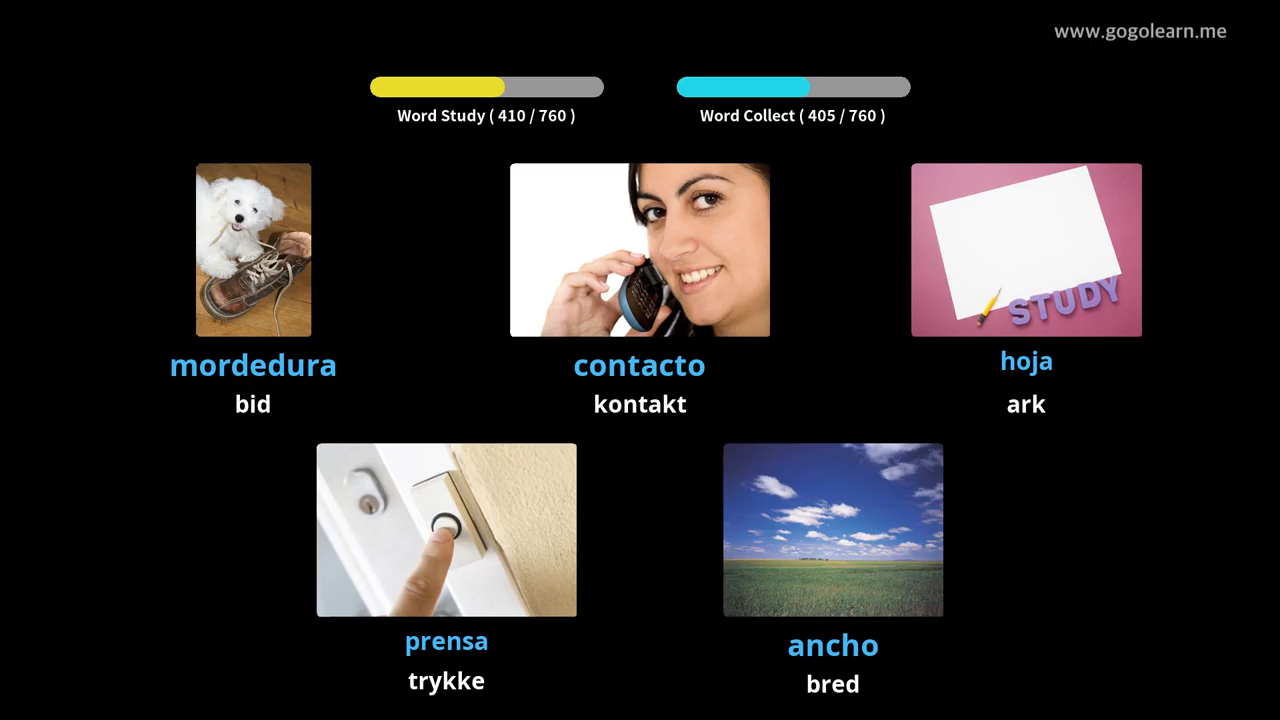 www.gogolearn.me
Word Study ( 410 / 760 )
Word Collect ( 405 / 760 )
STUDY
mordedura
bid
contacto
kontakt
hoja
ark
prensa
trykke
ancho
bred